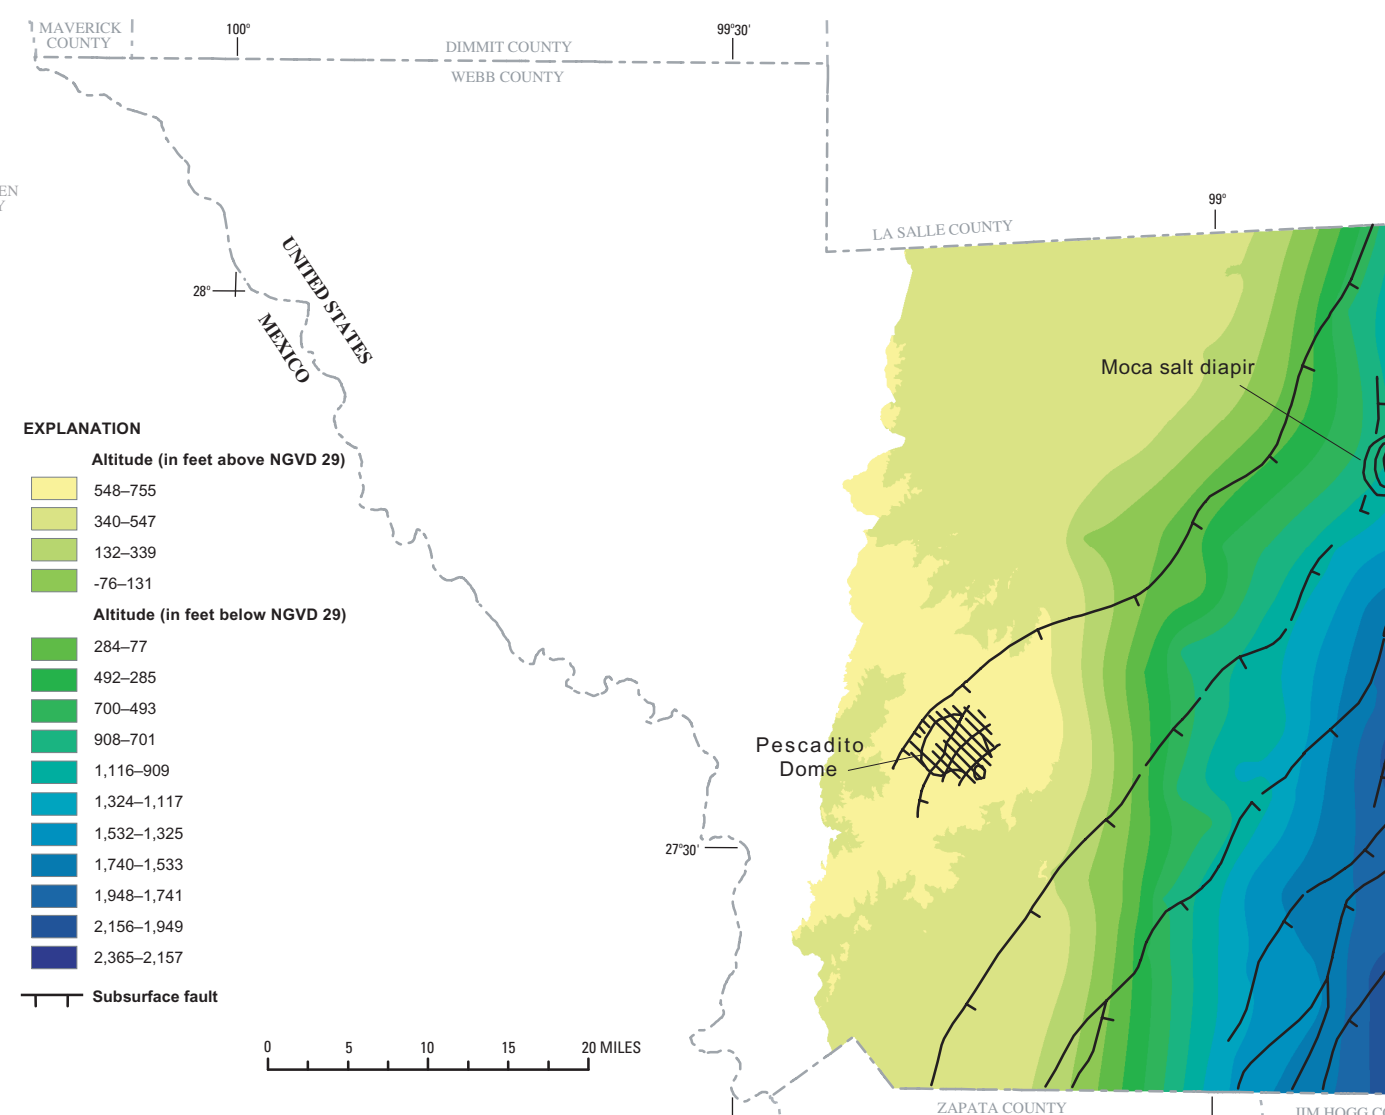 MAVERICK
COUNTY
100°
99°30'
DIMMIT COUNTY
WEBB COUNTY
EN
Y
99°
LA SALLE COUNTY
28°
UNITED STATES
MEXICO
Moca salt diapir
EXPLANATION
Altitude (in feet above NGVD 29)
548–755
340–547
132–339
-76–131
Altitude (in feet below NGVD 29)
284–77
492–285
700–493
908–701
1,116–909
1,324–1,117
1,532–1,325
1,740–1,533
1,948–1,741
2,156–1,949
2,365–2,157
Subsurface fault
Pescadito
Dome
27°30'
0 5 10 15 20 MILES
ZAPATA COUNTY
JIM HOGG C